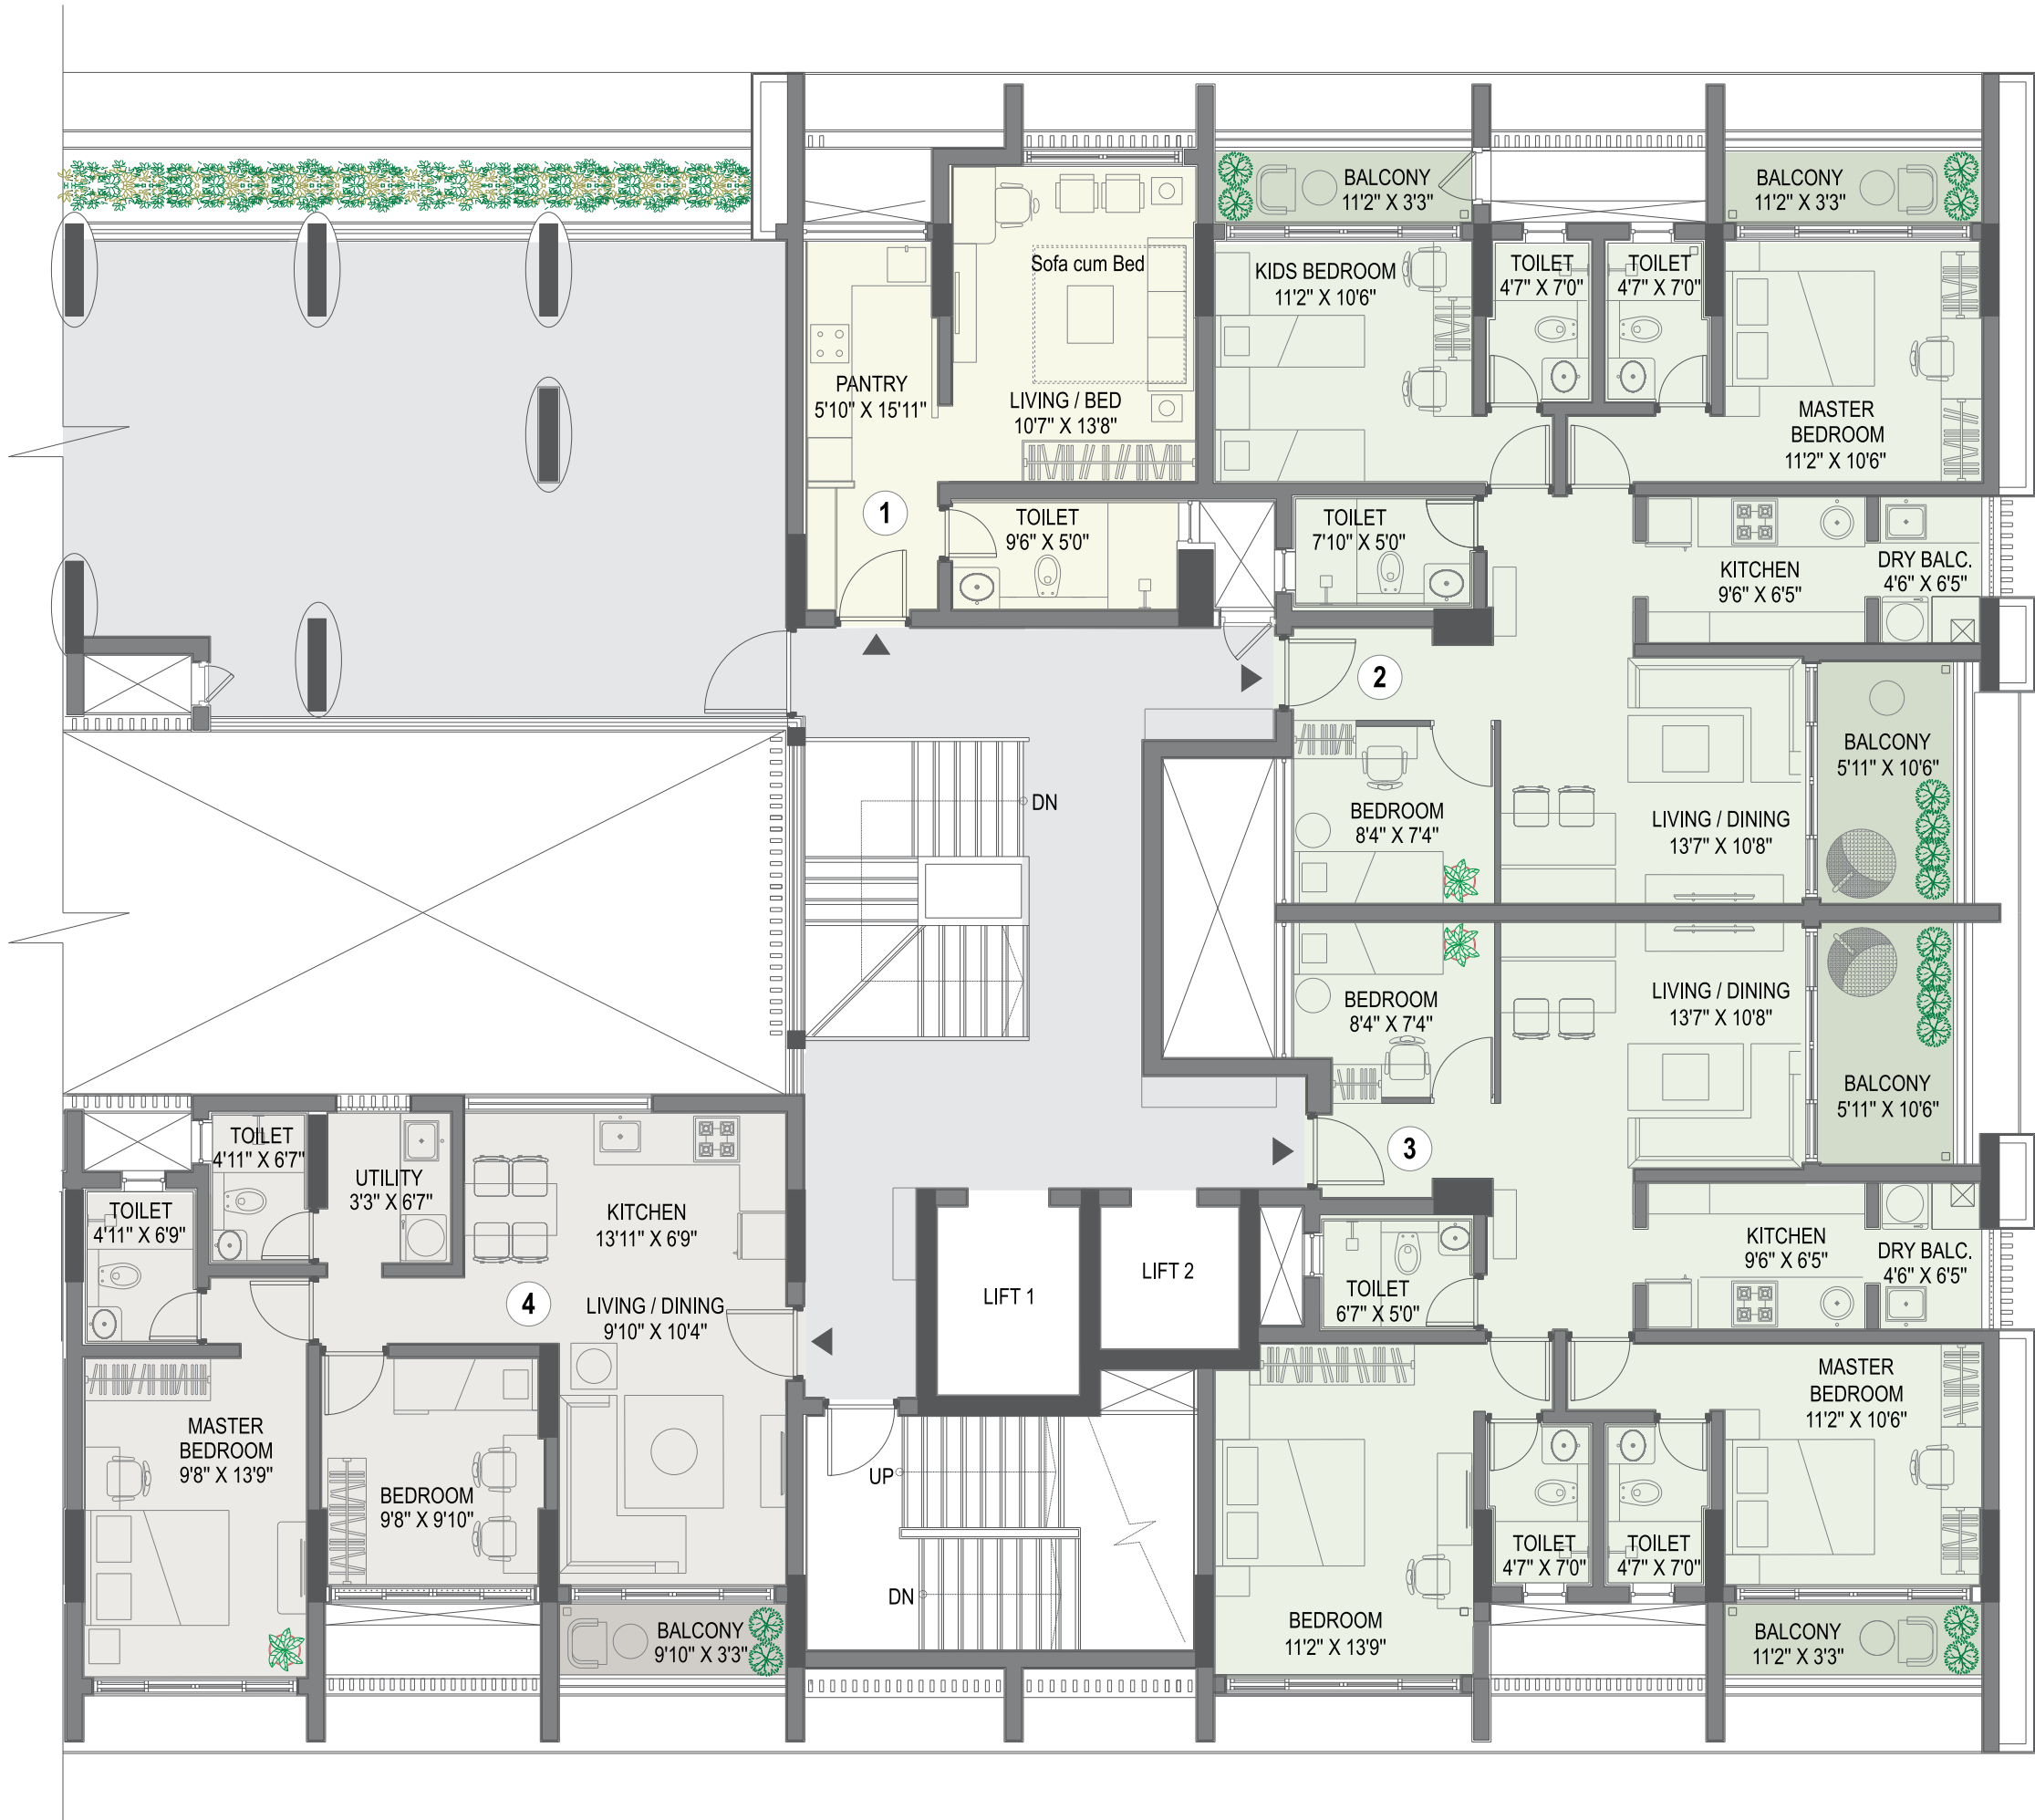 BALCONY
11'2" X 3'3"
BALCONY
11'2" X 3'3"
Sofa cum Bed
KIDS BEDROOM
11'2" X 10'6"
TOILET
4'7" X 7'0"
TOILET
4'7" X 7'0"
PANTRY
5'10" X 15'11"
LIVING / BED
10'7" X 13'8"
MASTER
BEDROOM
11'2" X 10'6"
1
TOILET
9'6" X 5'0"
TOILET
7'10" X 5'0"
KITCHEN
9'6" X 6'5"
DRY BALC.
4'6" X 6'5"
2
BALCONY
5'11" X 10'6"
DN
BEDROOM
8'4" X 7'4"
LIVING / DINING
13'7" X 10'8"
BEDROOM
8'4" X 7'4"
LIVING / DINING
13'7" X 10'8"
BALCONY
5'11" X 10'6"
3
TOILET
4'11" X 6'7"
UTILITY
3'3" X 6'7"
TOILET
4'11" X 6'9"
KITCHEN
13'11" X 6'9"
4
LIVING / DINING
9'10" X 10'4"
LIFT 1
LIFT 2
TOILET
6'7" X 5'0"
KITCHEN
9'6" X 6'5"
DRY BALC.
4'6" X 6'5"
MASTER
BEDROOM
9'8" X 13'9"
BEDROOM
9'8" X 9'10"
UP
DN
MASTER
BEDROOM
11'2" X 10'6"
TOILET
4'7" X 7'0"
TOILET
4'7" X 7'0"
BALCONY
9'10" X 3'3"
BEDROOM
11'2" X 13'9"
BALCONY
11'2" X 3'3"